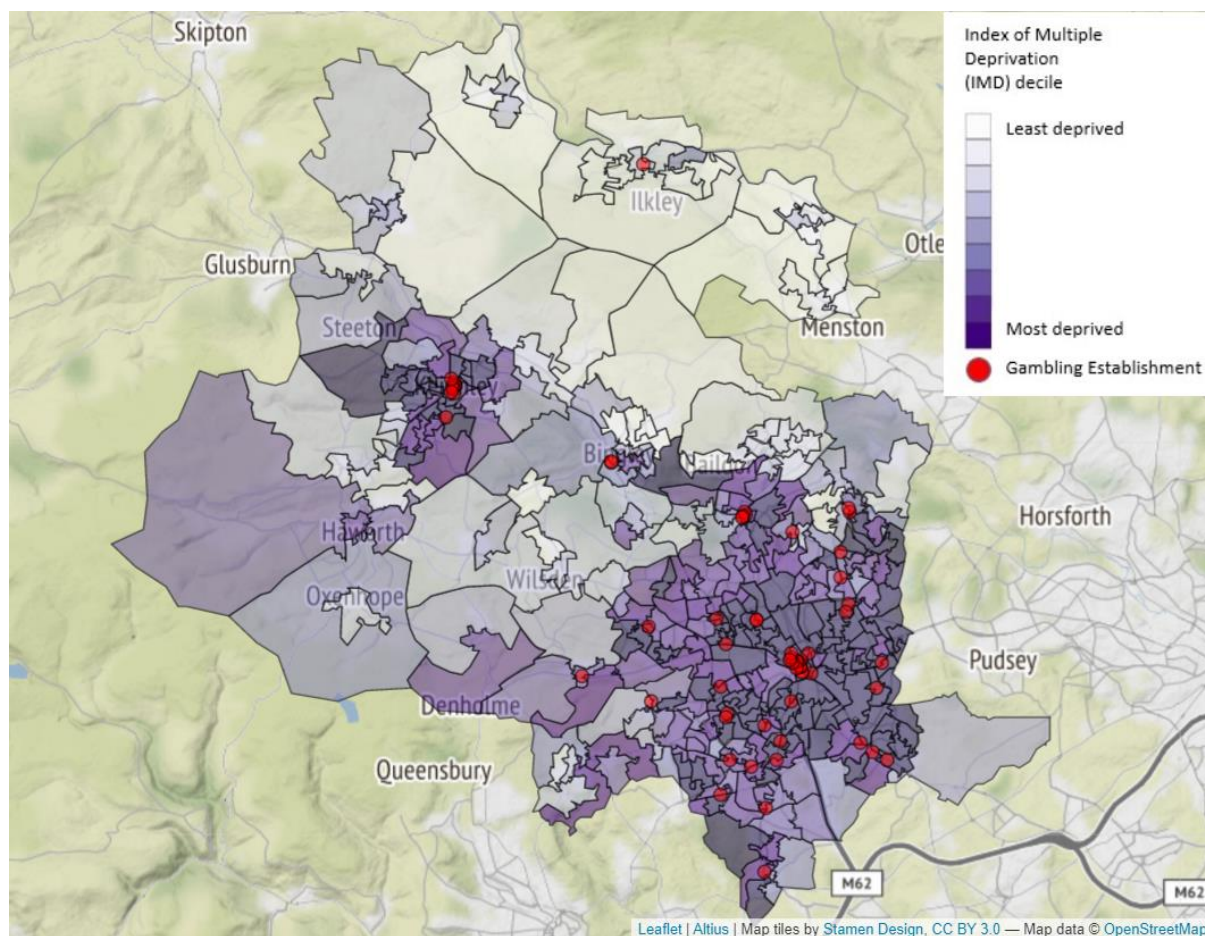 Skipton
Index of Multiple
Deprivation
(IMD) decile
Least deprived
Most deprived
Gambling Establishment
Ilkley
Otle
Glusburn
Steeton
Menston
Horsforth
Haworth
Wilsden
Oxenhope
Pudsey
Denholme
Queensbury
M62
M62
Leaflet | Altius | Map tiles by Stamen Design, CC BY 3.0 — Map data © OpenStreetMap